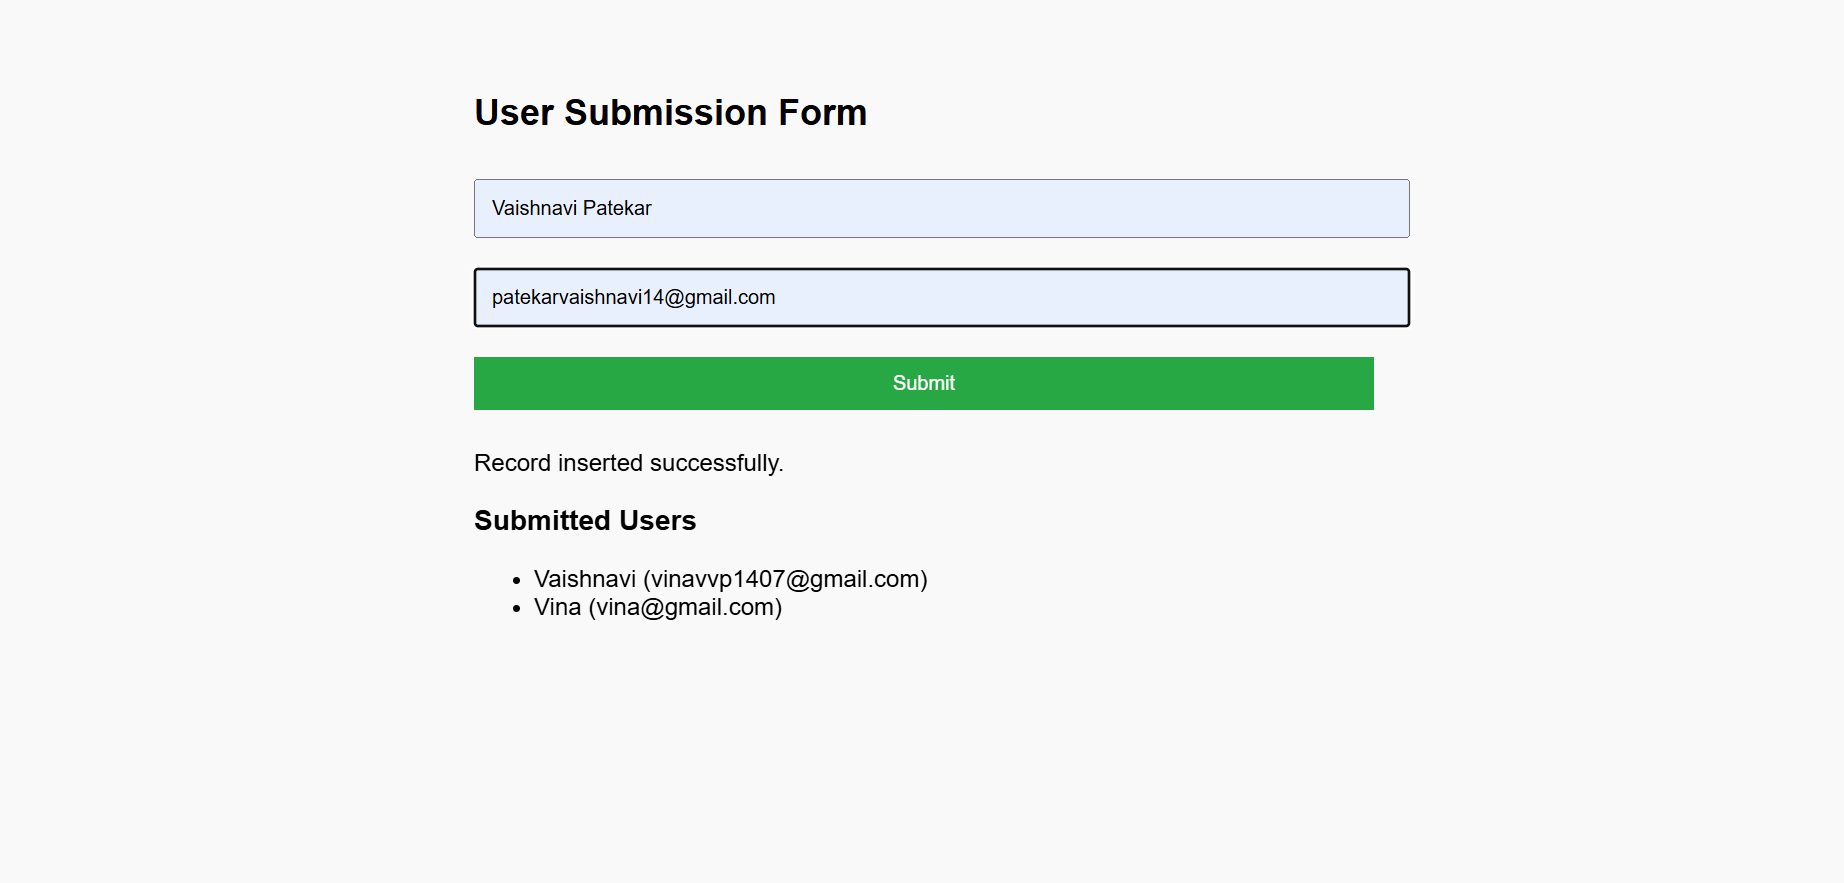 User Submission Form
Vaishnavi Patekar
patekarvaishnavi14@gmail.com
Submit
Record inserted successfully.
Submitted Users
• Vaishnavi (vinavvp1407@gmail.com)
• Vina (vina@gmail.com)